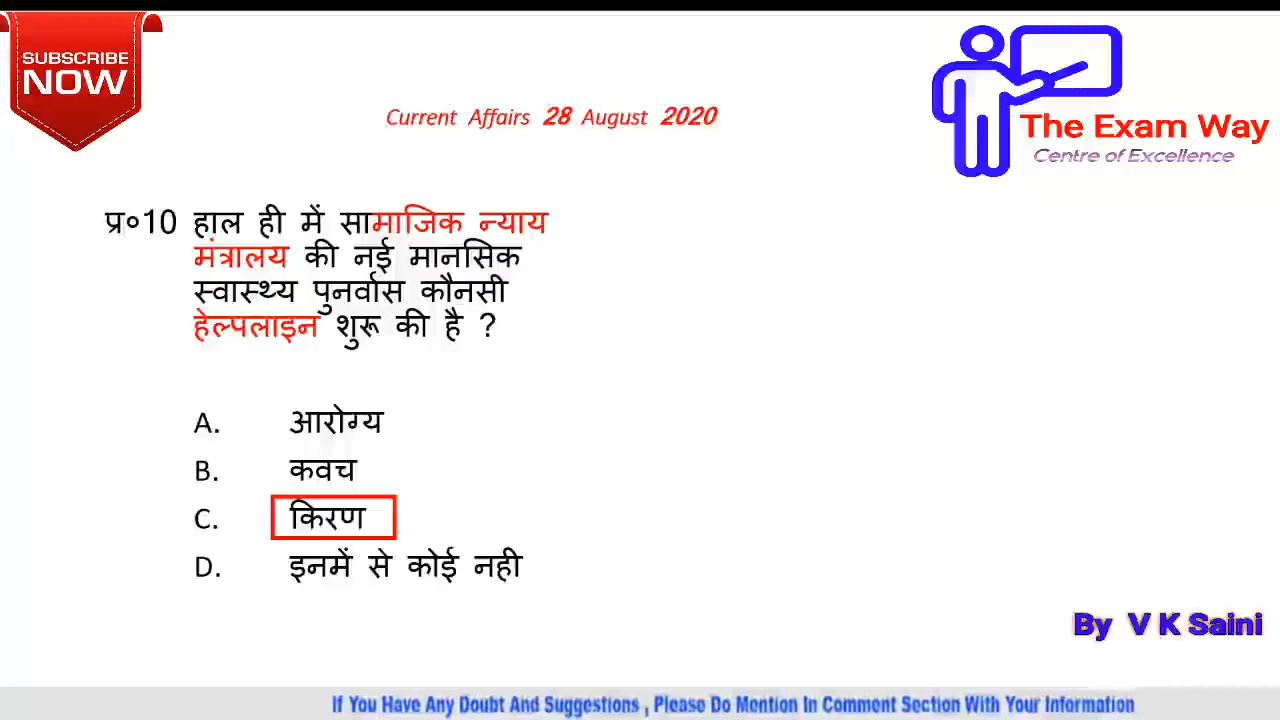 SUBSCRIBE
NOW
Current Affairs 28 August 2020
The Exam Way
Centre of Excellence
प्र०10 हाल ही में सामाजिक न्याय
मंत्रालय की नई मानसिक
स्वास्थ्य पुनर्वास कौनसी
हेल्पलाइन शुरू की है ?
A. आरोग्य
B. कवच
C. किरण
D. इनमें से कोई नही
By V K Saini
If You Have Any Doubt And Suggestions , Please Do Mention In Comment Section With Your Information